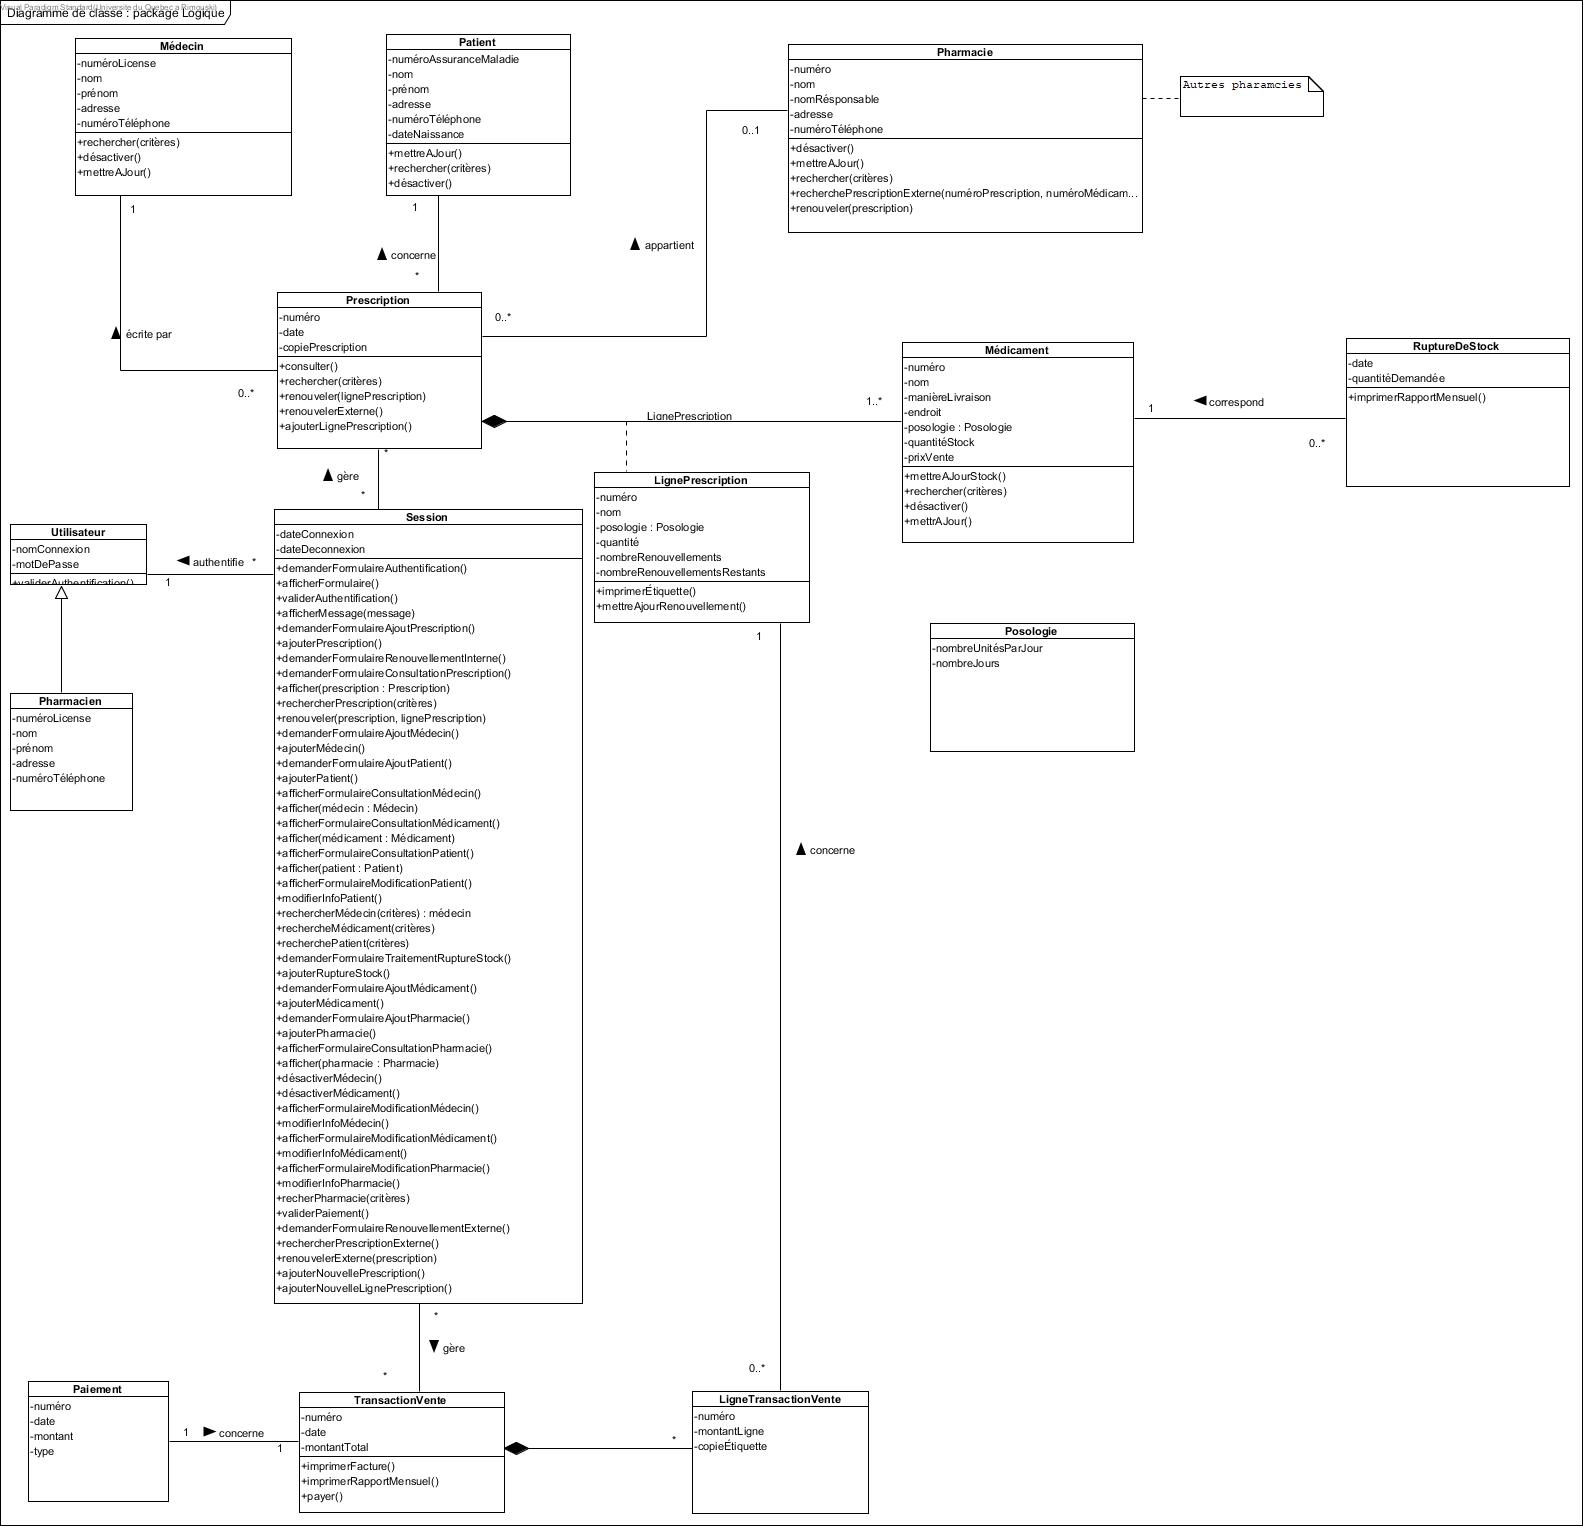 Visual Paradigm Standard(Universite du Quebec a Rimouski)
Diagramme de classe : package Logique
Médecin
-numéroLicense
-nom
-prénom
-adresse
-numéroTéléphone
+rechercher(critères)
+désactiver()
+mettreAJour()
Patient
-numéroAssuranceMaladie
-nom
-prénom
-adresse
-numéroTéléphone
-dateNaissance
+mettreAJour()
+rechercher(critères)
+désactiver()
Pharmacie
-numéro
-nom
-nomRésponsable
-adresse
-numéroTéléphone
+désactiver()
+mettreAJour()
+rechercher(critères)
+recherchePrescriptionExterne(numéroPrescription, numéroMédicam...
+renouveler(prescription)
Autres pharamcies
0..1
1
1
concerne
*
appartient
écrite par
0..*
0..*
Prescription
-numéro
-date
-copiePrescription
+consulter()
+rechercher(critères)
+renouveler(lignePrescription)
+renouvelerExterne()
+ajouterLignePrescription()
LignePrescription
1..*
Médicament
-numéro
-nom
-manièreLivraison
-endroit
-posologie : Posologie
-quantitéStock
-prixVente
+mettreAJourStock()
+rechercher(critères)
+désactiver()
+mettrAJour()
1
correspond
0..*
RuptureDeStock
-date
-quantitéDemandée
+imprimerRapportMensuel()
*
gère
*
LignePrescription
-numéro
-nom
-posologie : Posologie
-quantité
-nombreRenouvellements
-nombreRenouvellementsRestants
+imprimerÉtiquette()
+mettreAjourRenouvellement()
1
Utilisateur
-nomConnexion
-motDePasse
+validerAuthentification()
authentifie
*
1
Pharmacien
-numéroLicense
-nom
-prénom
-adresse
-numéroTéléphone
Session
-dateConnexion
-dateDeconnexion
+demanderFormulaireAuthentification()
+afficherFormulaire()
+validerAuthentification()
+afficherMessage(message)
+demanderFormulaireAjoutPrescription()
+ajouterPrescription()
+demanderFormulaireRenouvellementInterne()
+demanderFormulaireConsultationPrescription()
+afficher(prescription : Prescription)
+rechercherPrescription(critères)
+renouveler(prescription, lignePrescription)
+demanderFormulaireAjoutMédecin()
+ajouterMédecin()
+demanderFormulaireAjoutPatient()
+ajouterPatient()
+afficherFormulaireConsultationMédecin()
+afficher(médecin : Médecin)
+afficherFormulaireConsultationMédicament()
+afficher(médicament : Médicament)
+afficherFormulaireConsultationPatient()
+afficher(patient : Patient)
+afficherFormulaireModificationPatient()
+modifierInfoPatient()
+rechercherMédecin(critères) : médecin
+rechercheMédicament(critères)
+recherchePatient(critères)
+demanderFormulaireTraitementRuptureStock()
+ajouterRuptureStock()
+demanderFormulaireAjoutMédicament()
+ajouterMédicament()
+demanderFormulaireAjoutPharmacie()
+ajouterPharmacie()
+afficherFormulaireConsultationPharmacie()
+afficher(pharmacie : Pharmacie)
+désactiverMédecin()
+désactiverMédicament()
+afficherFormulaireModificationMédecin()
+modifierInfoMédecin()
+afficherFormulaireModificationMédicament()
+modifierInfoMédicament()
+afficherFormulaireModificationPharmacie()
+modifierInfoPharmacie()
+recherPharmacie(critères)
+validerPaiement()
+demanderFormulaireRenouvellementExterne()
+rechercherPrescriptionExterne()
+renouvelerExterne(prescription)
+ajouterNouvellePrescription()
+ajouterNouvelleLignePrescription()
Posologie
-nombreUnitésParJour
-nombreJours
concerne
*
gère
*
0..*
Paiement
-numéro
-date
-montant
-type
1
concerne
1
TransactionVente
-numéro
-date
-montantTotal
+imprimerFacture()
+imprimerRapportMensuel()
+payer()
*
LigneTransactionVente
-numéro
-montantLigne
-copieÉtiquette